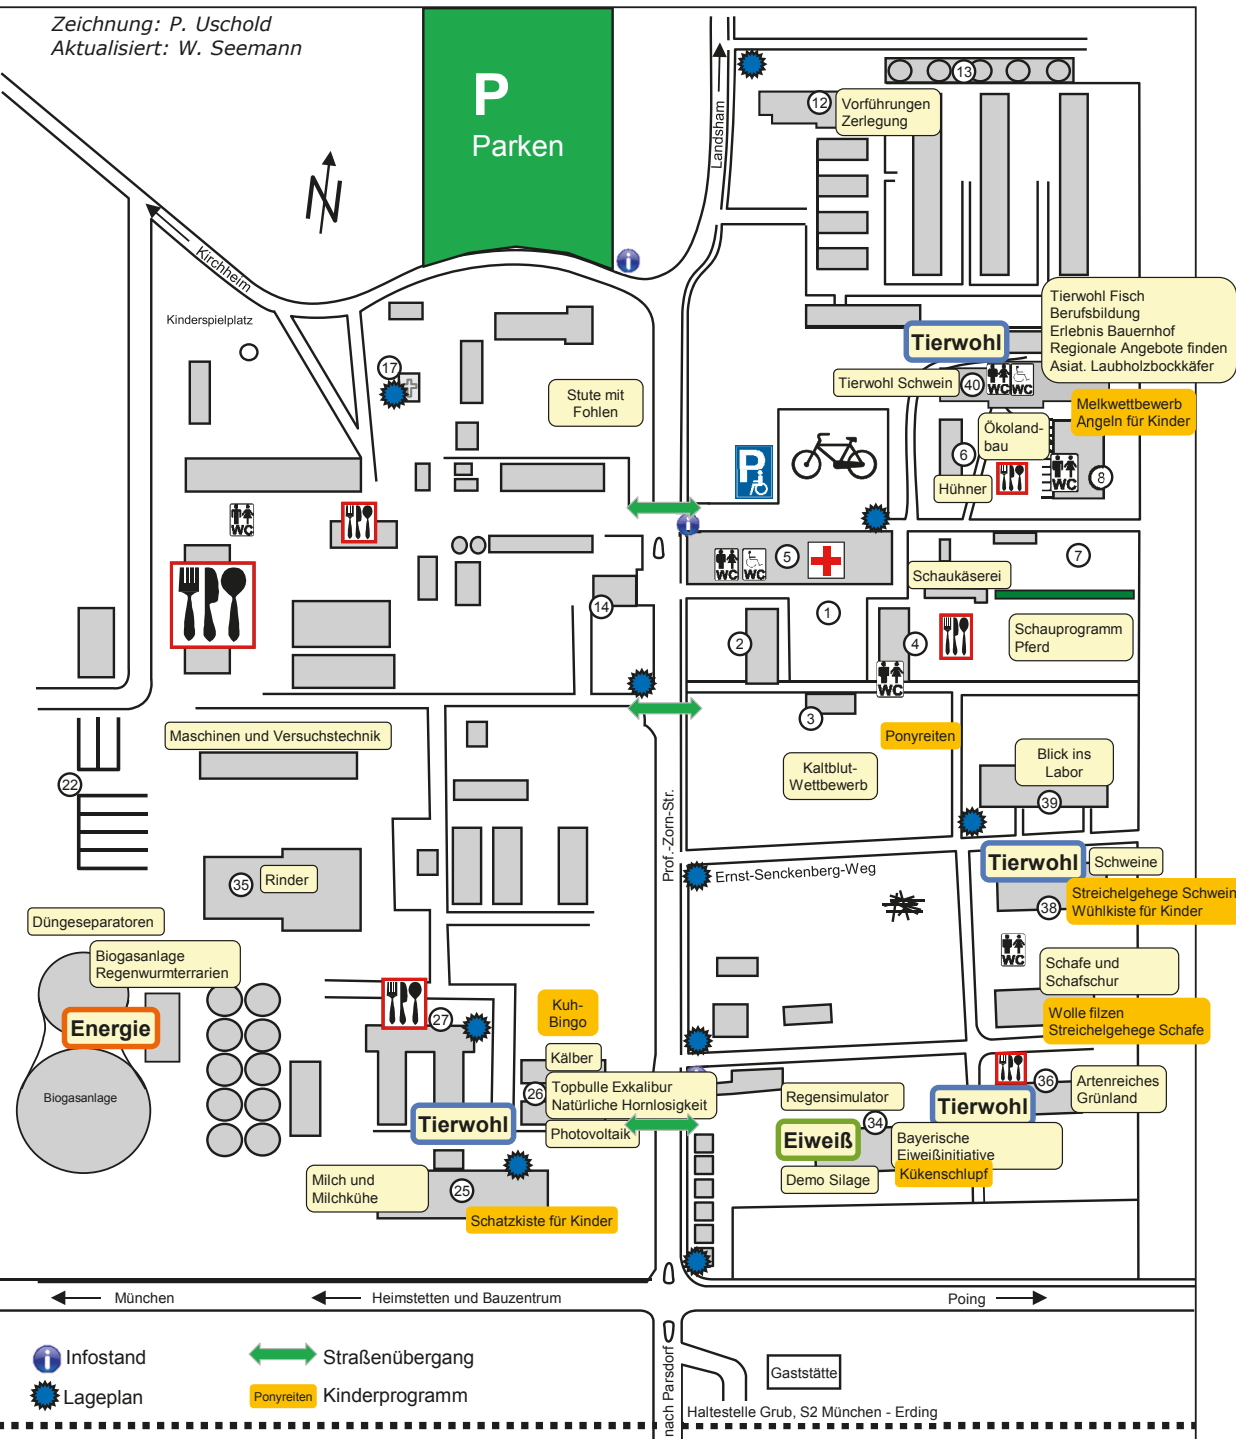 Zeichnung: P. Uschold
Aktualisiert: W. Seemann
P
Parken
N
Landsham
Kirchheim
13
12
Vorführungen
Zerlegung
Kinderspielplatz
17
Stute mit
Fohlen
Tierwohl
Tierwohl Fisch
Berufsbildung
Erlebnis Bauernhof
Regionale Angebote finden
Asiat. Laubholzbockkäfer
Tierwohl Schwein
40
WC
WC
Melkwettbewerb
Angeln für Kinder
Ökoland-
bau
6
Hühner
WC
8
P
WC
i
i
WC
WC
5
7
Schaukäserei
14
1
2
4
WC
Schauprogramm
Pferd
3
Ponyreiten
Kaltblut-
Wettbewerb
Blick ins
Labor
39
Maschinen und Versuchstechnik
22
Prof.-Zorn-Str.
35
Rinder
Ernst-Senckenberg-Weg
Tierwohl
Schweine
38
Streichelgehege Schwein
Wühlkiste für Kinder
WC
Düngeseparatoren
Biogasanlage
Regenwurmterrarien
Energie
Biogasanlage
Schafe und
Schafschur
Wolle filzen
Streichelgehege Schafe
27
Kuh-
Bingo
Kälber
26
Topbulle Exkalibur
Natürliche Hornlosigkeit
Photovoltaik
Tierwohl
Regensimulator
34
Eiweiß
Demo Silage
Bayerische
Eiweißinitiative
Kükenschlupf
Tierwohl
36
Artenreiches
Grünland
Milch und
Milchkühe
25
Schatzkiste für Kinder
München
Heimstetten und Bauzentrum
Poing
i Infostand
Straßenübergang
Lageplan
Ponyreiten Kinderprogramm
nach Parsdorf
Gaststätte
Haltestelle Grub, S2 München - Erding